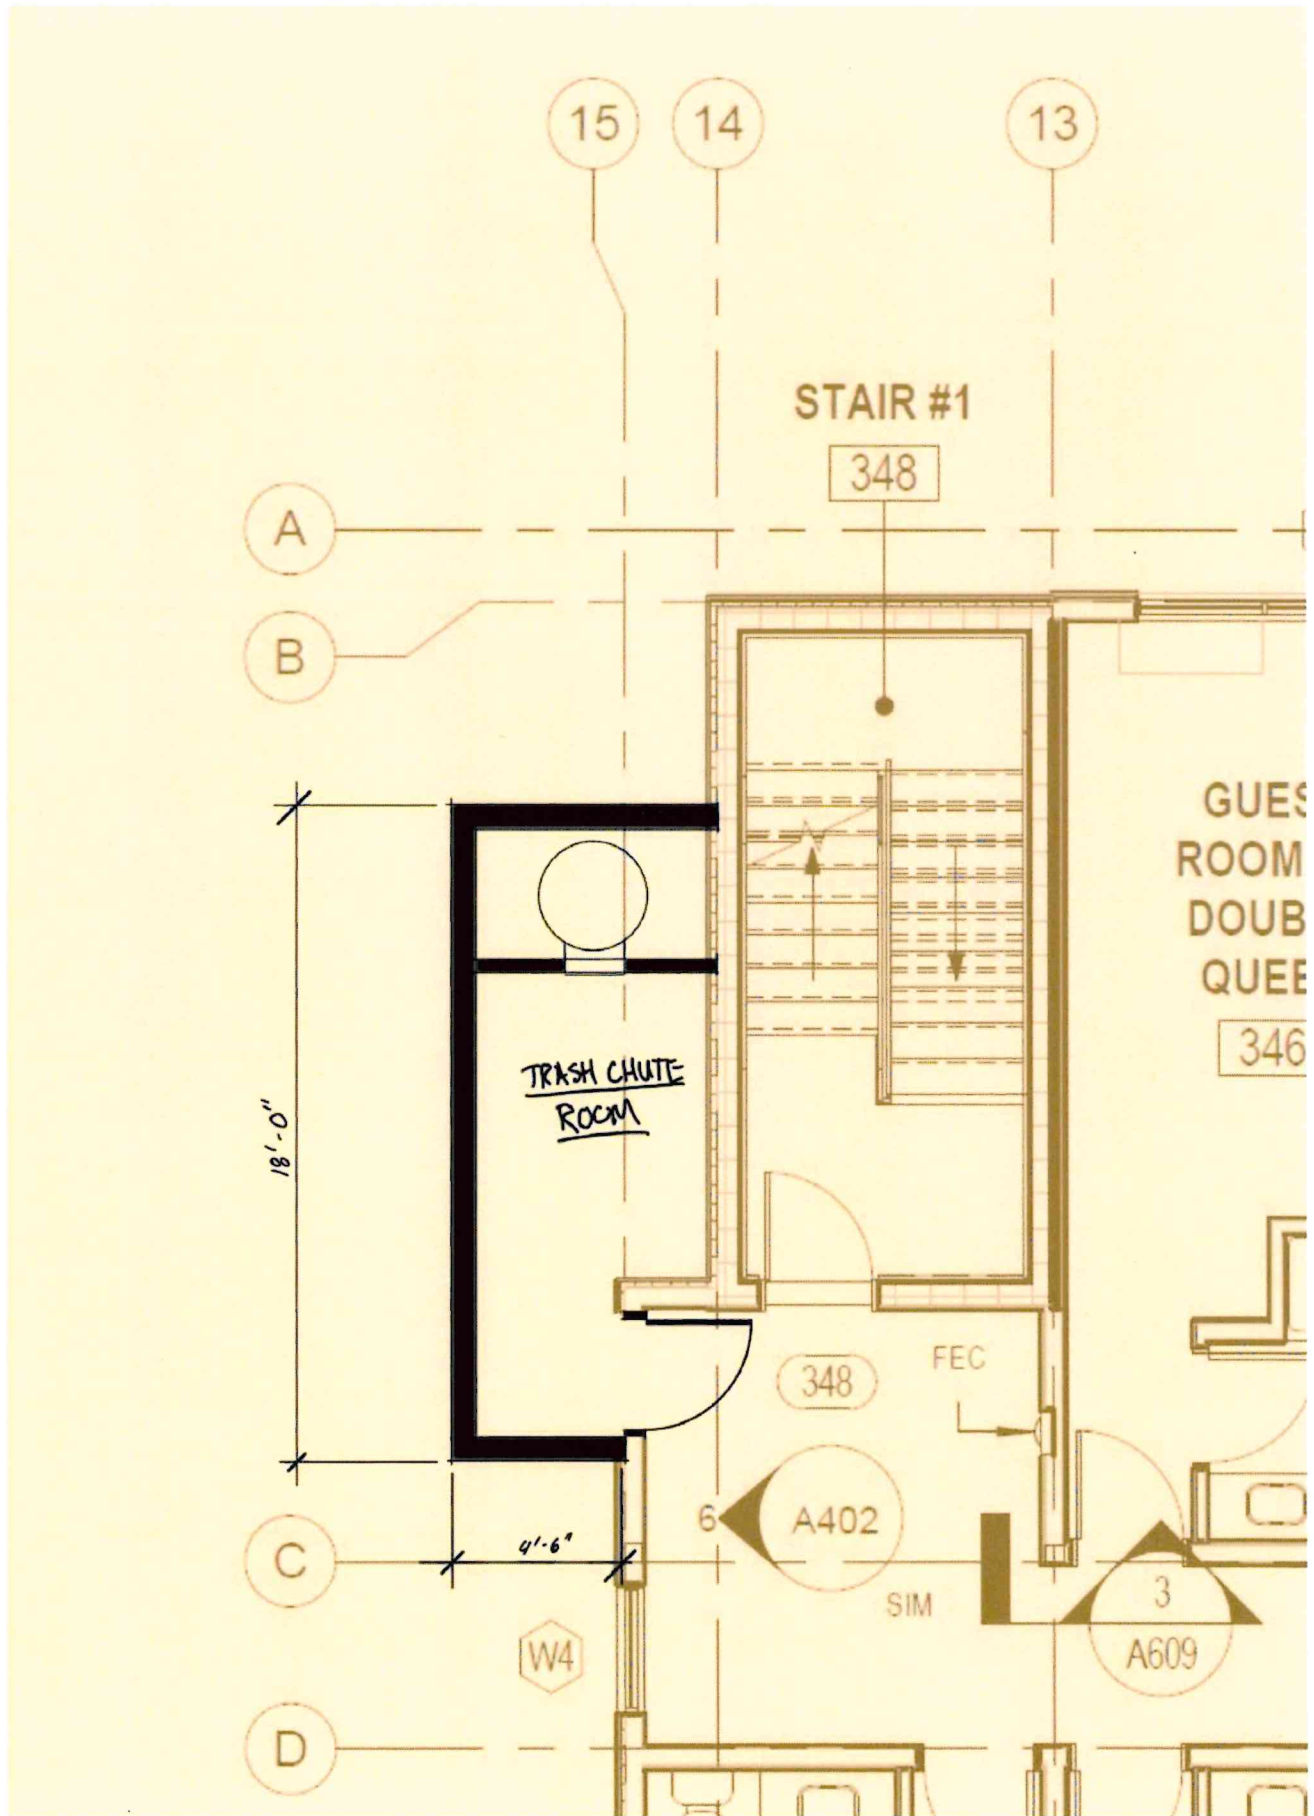 15
14
13
STAIR #1
348
A
B
GUES
ROOM
DOUB
QUEE
346
TRASH CHUTE
ROOM
18'-0"
348
FEC
6
A402
C
4'-6"
SIM
3
A609
W4
D